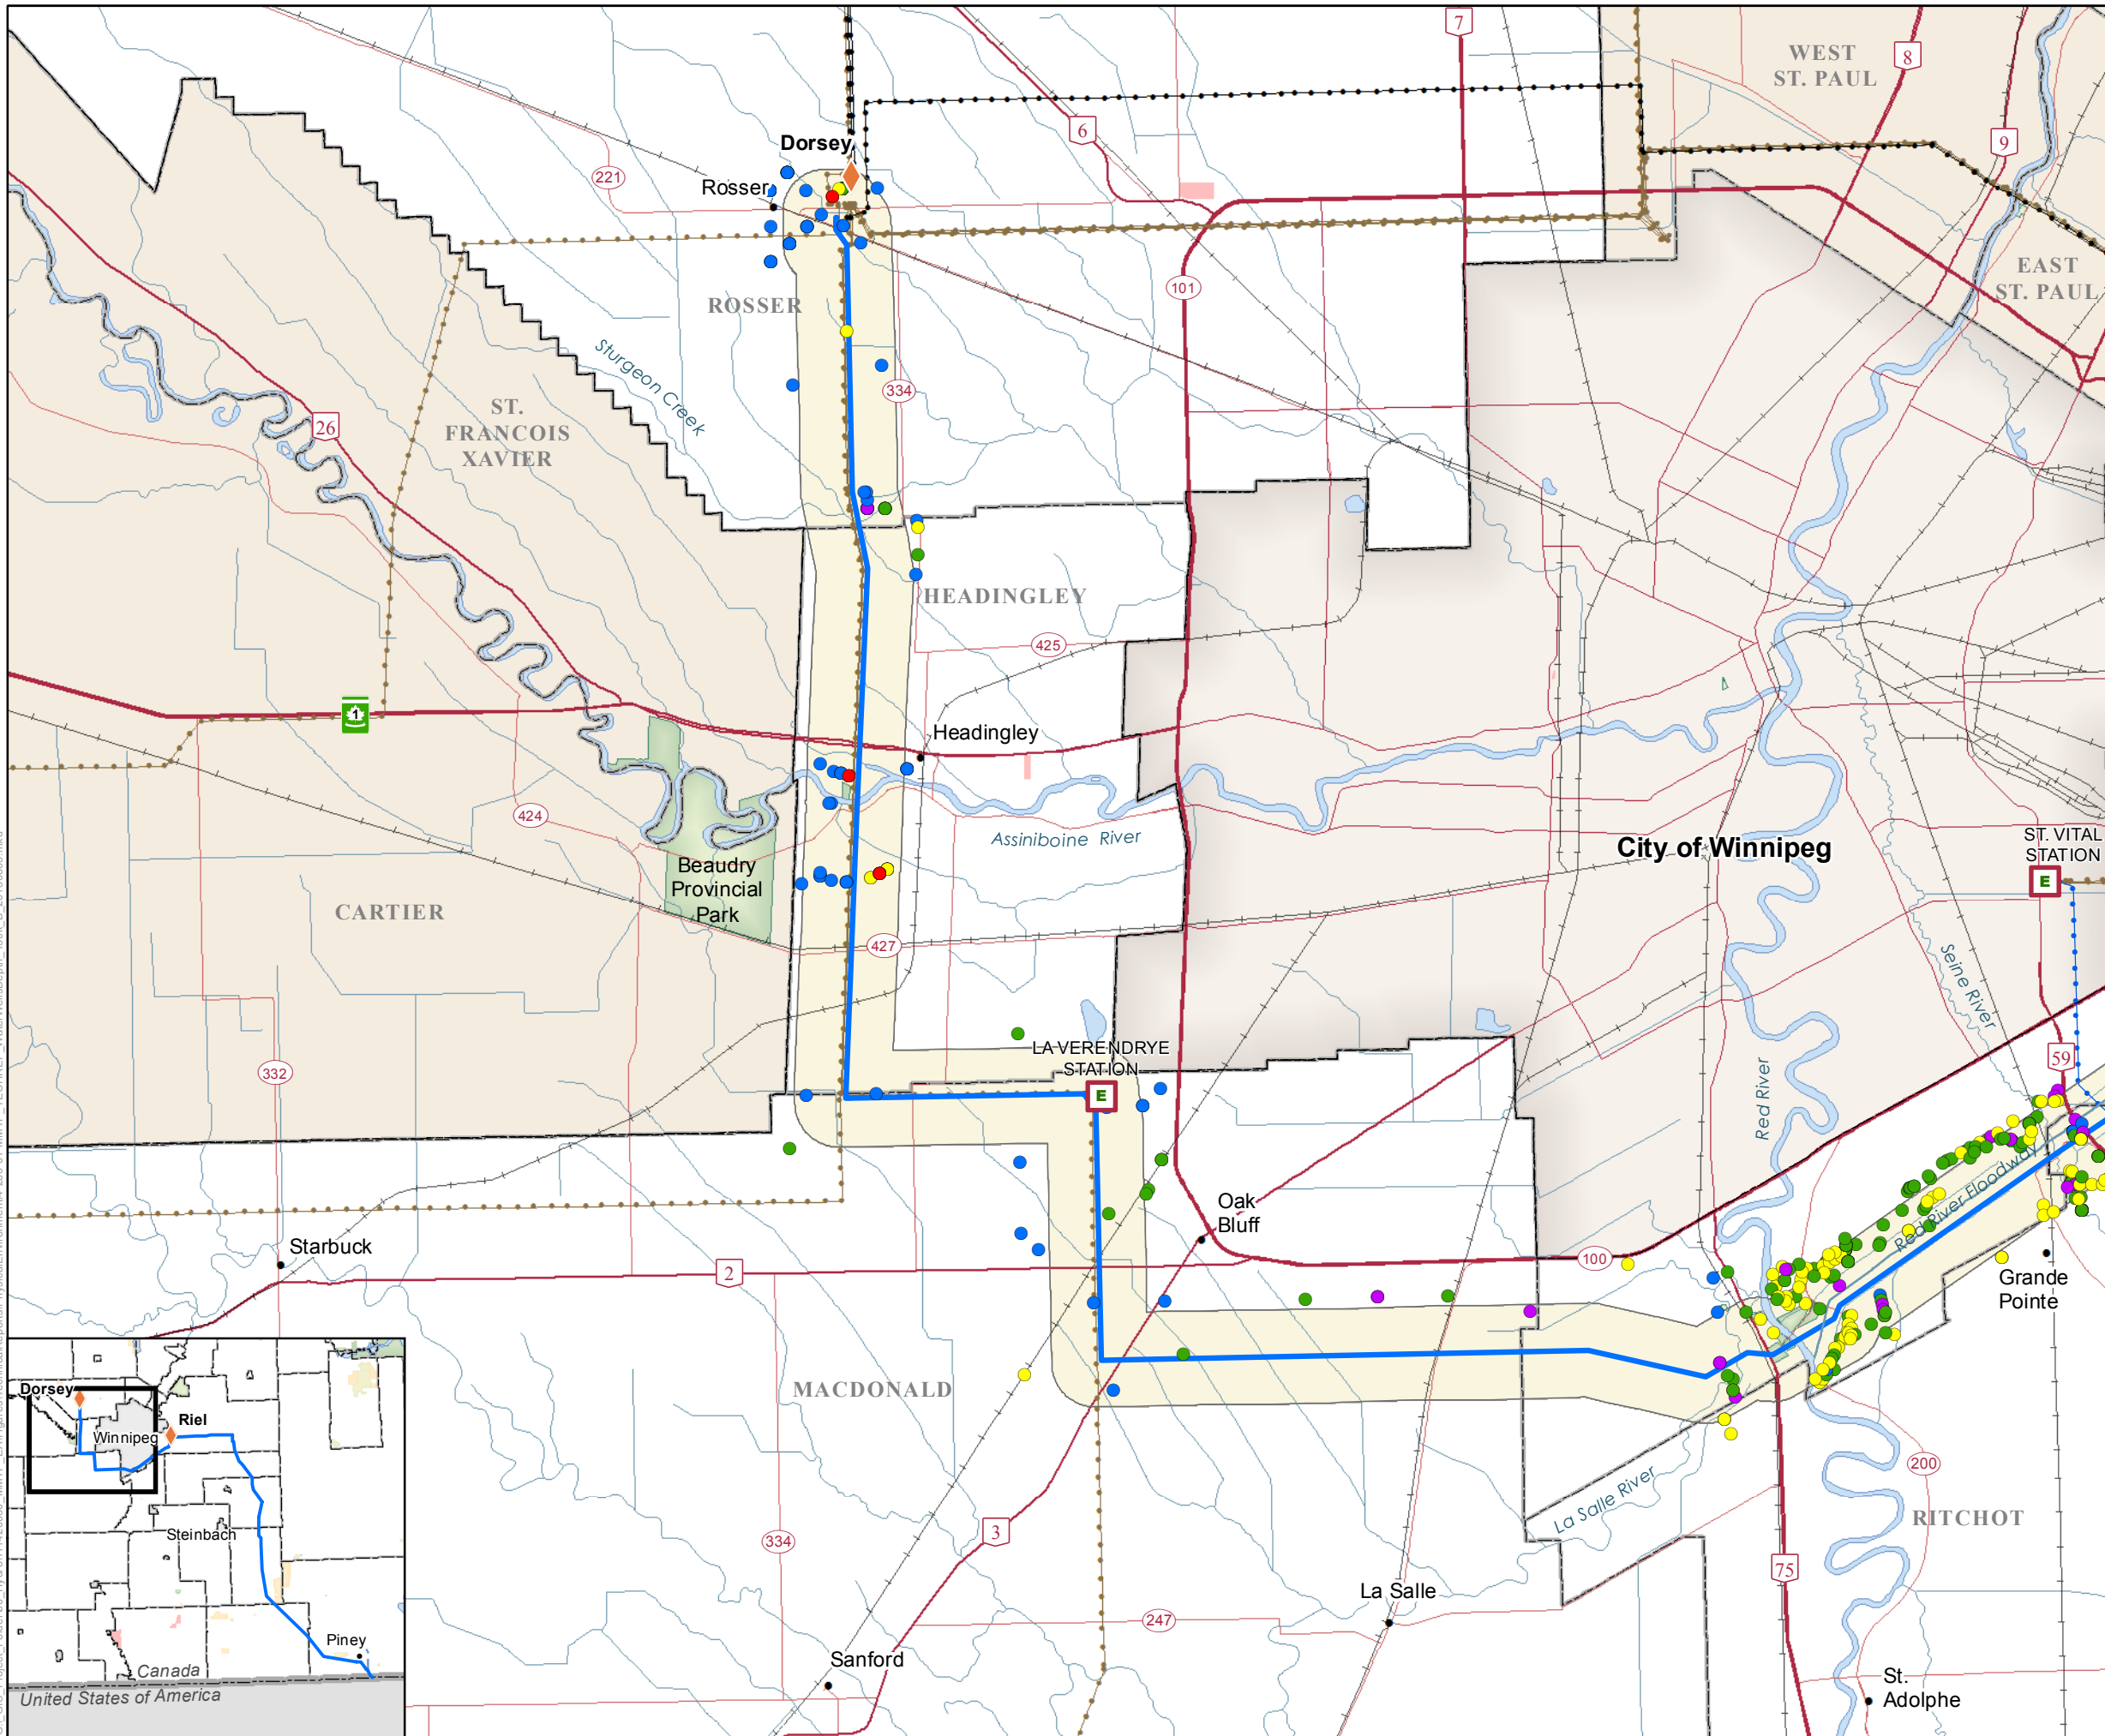 7
8
WEST
ST. PAUL
6
9
Dorsey
221
Rosser
EAST
ST. PAUL
101
ROSSER
Sturgeon Creek
334
ST.
FRANCOIS
XAVIER
26
HEADINGLEY
425
1
Headingley
424
Assiniboine River
City of Winnipeg
ST. VITAL
STATION
E
Beaudry
Provincial
Park
CARTIER
427
Seine River
LA VERENDRYE
STATION
E
59
332
Red River
Oak
Bluff
Red River Floodway
Starbuck
2
100
Grande
Pointe
MACDONALD
La Salle River
200
RITCHOT
3
334
75
La Salle
247
Sanford
St.
Adolphe
Dorsey
Riel
Winnipeg
Steinbach
Piney
Canada
United States of America